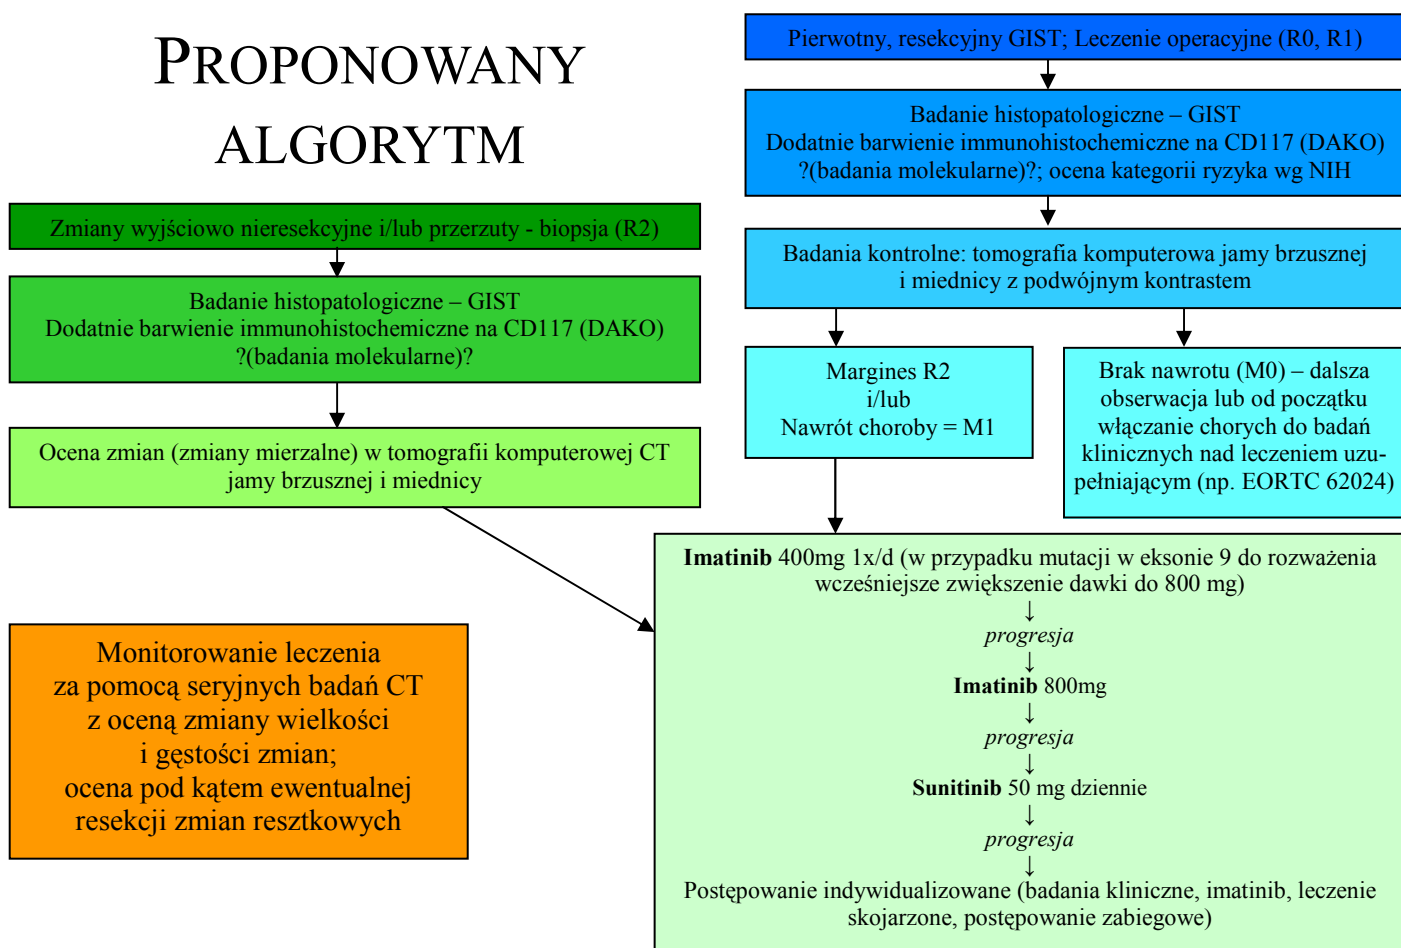 PROPONOWANY
ALGORYTM
Zmiany wyjściowo nieresekcyjne i/lub przerzuty - biopsja (R2)
Badanie histopatologiczne – GIST
Dodatnie barwienie immunohistochemiczne na CD117 (DAKO)
?(badania molekularne)?
Ocena zmian (zmiany mierzalne) w tomografii komputerowej CT
jamy brzusznej i miednicy
Monitorowanie leczenia
za pomocą seryjnych badań CT
z oceną zmiany wielkości
i gęstości zmian;
ocena pod kątem ewentualnej
resekcji zmian resztkowych
Pierwotny, resekcyjny GIST; Leczenie operacyjne (R0, R1)
Badanie histopatologiczne – GIST
Dodatnie barwienie immunohistochemiczne na CD117 (DAKO)
?(badania molekularne)?; ocena kategorii ryzyka wg NIH
Badania kontrolne: tomografia komputerowa jamy brzusznej
i miednicy z podwójnym kontrastem
Margines R2
i/lub
Nawrót choroby = M1
Brak nawrotu (M0) – dalsza
obserwacja lub od początku
włączanie chorych do badań
klinicznych nad leczeniem uzu-
pełniającym (np. EORTC 62024)
Imatinib 400mg 1x/d (w przypadku mutacji w eksonie 9 do rozważenia
wcześniejsze zwiększenie dawki do 800 mg)
↓
progresja
↓
Imatinib 800mg
↓
progresja
↓
Sunitinib 50 mg dziennie
↓
progresja
↓
Postępowanie indywidualizowane (badania kliniczne, imatinib, leczenie
skojarzone, postępowanie zabiegowe)